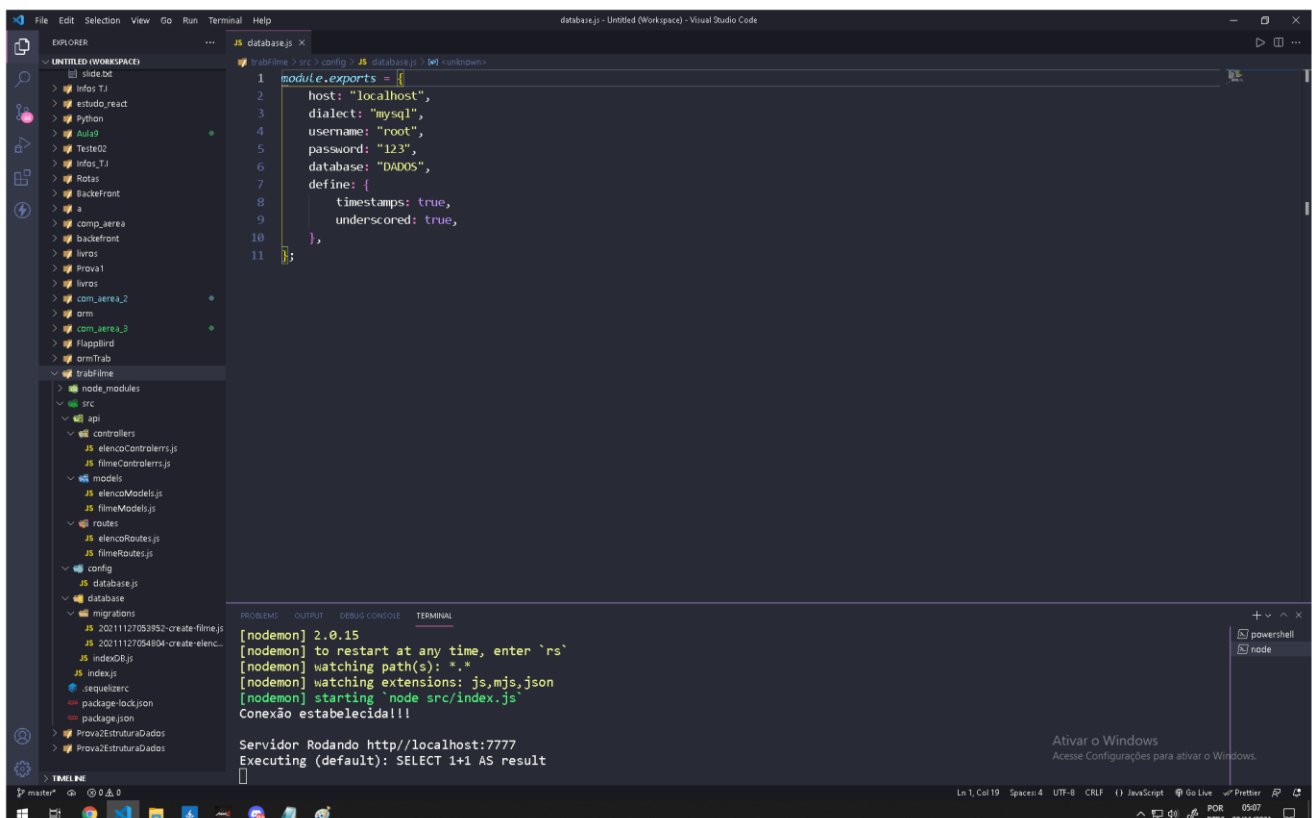 File Edit Selection View Go Run Terminal Help
database.js - Untitled (Workspace) - Visual Studio Code
EXPLORER
UNTITLED (WORKSPACE)
slide.txt
Infos T.I
estudo_react
Python
Aula9
Teste02
Infos_T.I
Rotas
BackeFront
a
comp_aerea
backefront
livros
Prova1
livros
com_aerea_2
orm
com_aerea_3
FlappBird
ormTrab
trabFilme
node_modules
src
api
controllers
elencoControlerrs.js
filmeControlerrs.js
models
elencoModels.js
filmeModels.js
routes
elencoRoutes.js
filmeRoutes.js
config
database.js
database
migrations
20211127053952-create-filme.js
20211127054804-create-elenc...
indexDB.js
index.js
.sequelizerc
package-lock.json
package.json
Prova2EstruturaDados
Prova2EstruturaDados
TIMELINE
JS database.js ×
trabFilme > src > config > JS database.js > <unknown>
1 module.exports = {
2 host: "localhost",
3 dialect: "mysql",
4 username: "root",
5 password: "123",
6 database: "DADOS",
7 define: {
8 timestamps: true,
9 underscored: true,
10 },
11 };
PROBLEMS OUTPUT DEBUG CONSOLE TERMINAL
[nodemon] 2.0.15
[nodemon] to restart at any time, enter `rs`
[nodemon] watching path(s): *.*
[nodemon] watching extensions: js,mjs,json
[nodemon] starting `node src/index.js`
Conexão estabelecida!!!
Servidor Rodando http//localhost:7777
Executing (default): SELECT 1+1 AS result
powershell
node
Ativar o Windows
Acesse Configurações para ativar o Windows.
master* 0 0 Ln 1, Col 19 Spaces: 4 UTF-8 CRLF {} JavaScript Go Live Prettier
POR 05:07